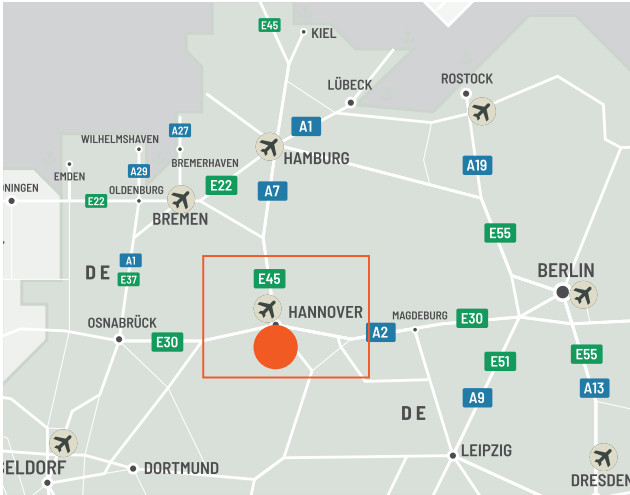 E45
KIEL
LÜBECK
ROSTOCK
A1
A27
WILHELMSHAVEN
HAMBURG
BREMERHAVEN
A19
EMDEN
A29
E22
A7
NINGEN
E22
OLDENBURG
BREMEN
E55
A1
DE
E37
E45
BERLIN
HANNOVER
MAGDEBURG
E30
OSNABRÜCK
A2
E30
E51
E55
A13
A9
DE
LEIPZIG
SELDORF
DORTMUND
DRESDEN